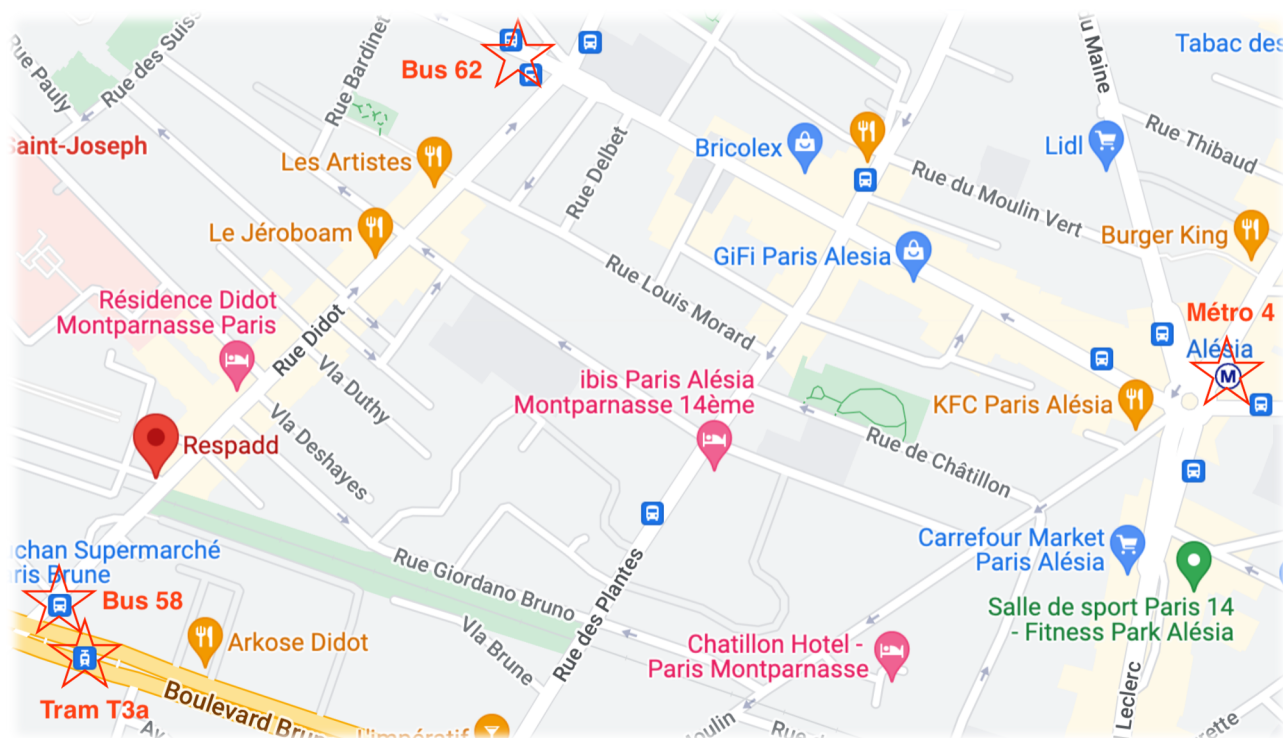 Rue Pauly
Rue des Suiss
Rue Bardinet
Bus 62
du Maine
Tabac des
Saint-Joseph
Les Artistes
Rue Delbet
Bricolex
Lidl
Rue Thibaud
Rue du Moulin Vert
Le Jéroboam
GiFi Paris Alesia
Burger King
Rue Louis Morard
Résidence Didot
Montparnasse Paris
Rue Didot
Métro 4
Alésia
M
Vla Duthy
ibis Paris Alésia
Montparnasse 14ème
KFC Paris Alésia
Vla Deshayes
Respadd
Rue de Châtillon
uchan Supermarché
aris Brune
Bus 58
Rue Giordano Bruno
Rue des Plantes
Carrefour Market
Paris Alésia
Salle de sport Paris 14
- Fitness Park Alésia
Arkose Didot
Vla Brune
Chatillon Hotel -
Paris Montparnasse
Tram T3a
Boulevard Brun
Av
L'impératif
oulin
Rue
Leclerc
rette